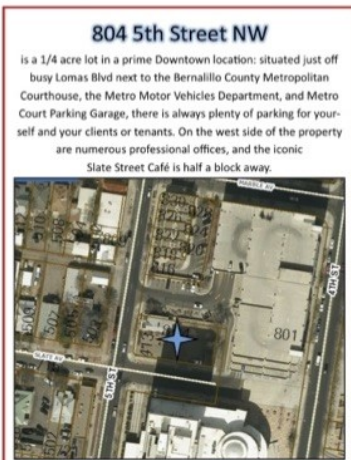 804 5th Street NW
is a 1/4 acre lot in a prime Downtown location: situated just off
busy Lomas Blvd next to the Bernalillo County Metropolitan
Courthouse, the Metro Motor Vehicles Department, and Metro
Court Parking Garage, there is always plenty of parking for your-
self and your clients or tenants. On the west side of the property
are numerous professional offices, and the iconic
Slate Street Café is half a block away.
MARBLE AV
4TH ST
801
SLATE AV
5TH ST